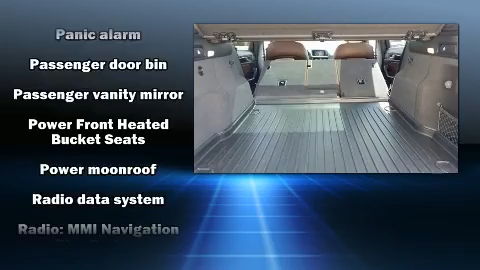 Panic alarm
Passenger door bin
Passenger vanity mirror
Power Front Heated
Bucket Seats
Power moonroof
Radio data system
Radio: MMI Navigation